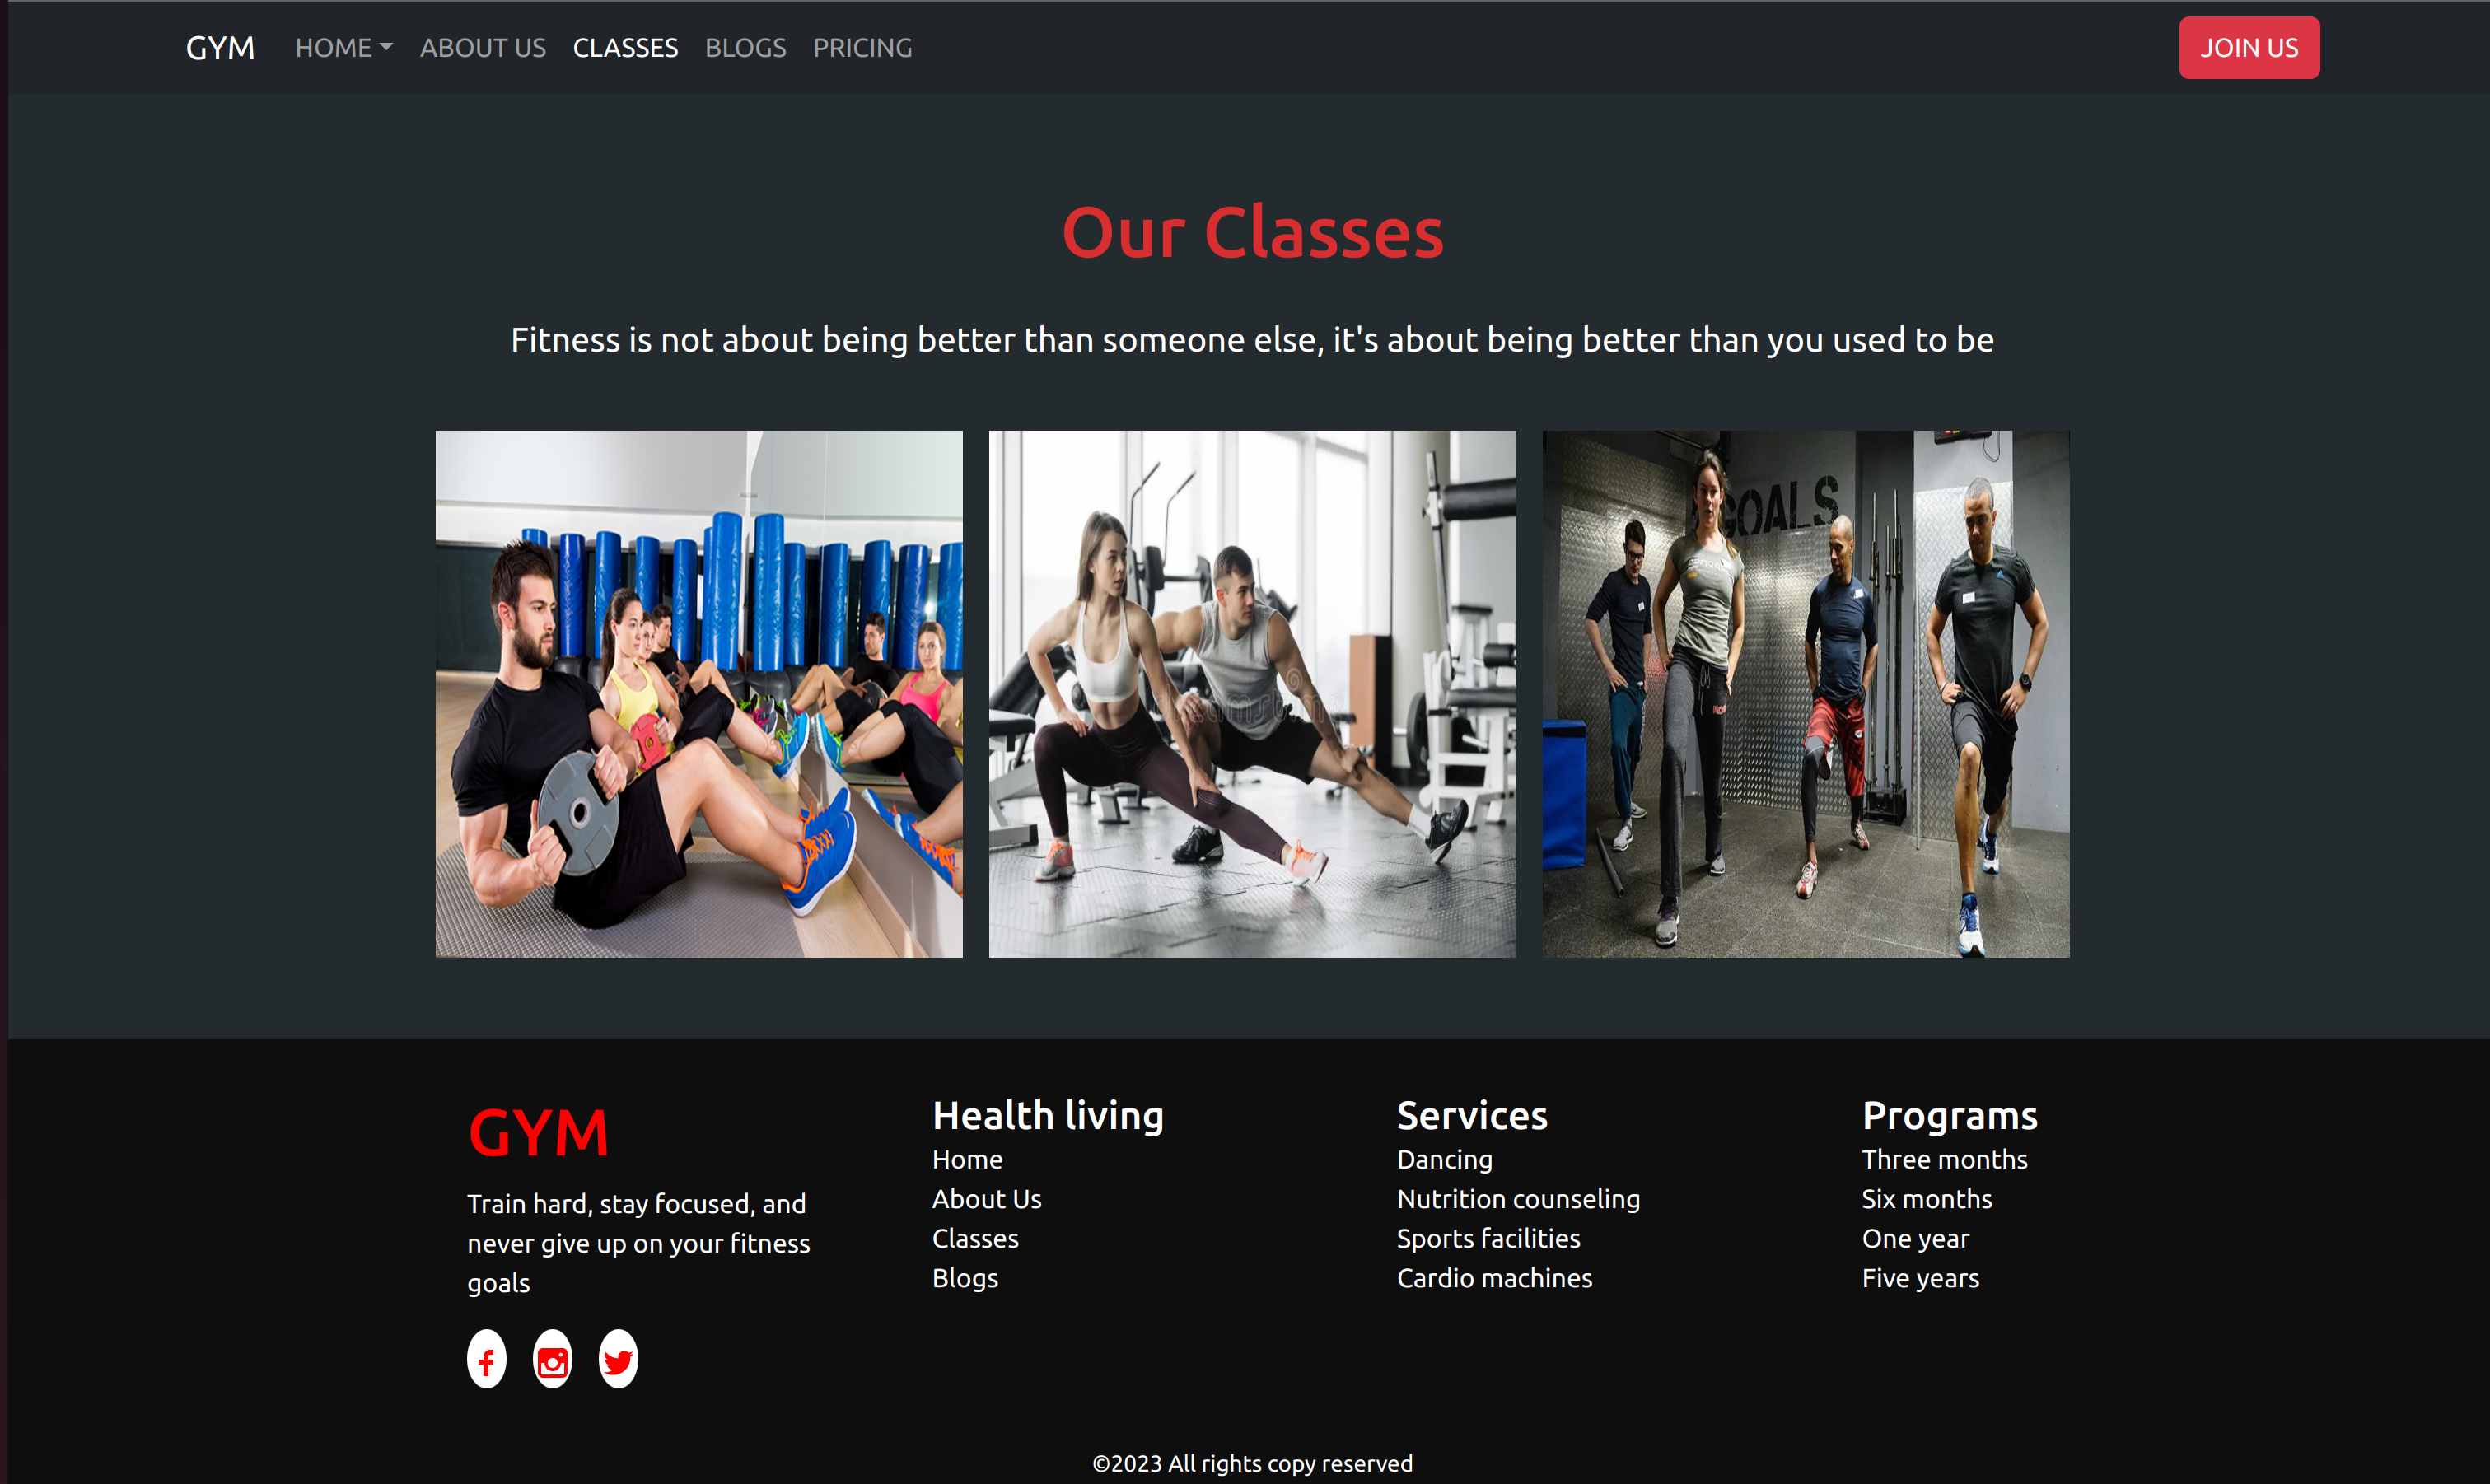 GYM HOME ABOUT US CLASSES BLOGS PRICING JOIN US
Our Classes
Fitness is not about being better than someone else, it's about being better than you used to be
GOALS
GYM
Train hard, stay focused, and
never give up on your fitness
goals
Health living
Home
About Us
Classes
Blogs
Services
Dancing
Nutrition counseling
Sports facilities
Cardio machines
Programs
Three months
Six months
One year
Five years
©2023 All rights copy reserved